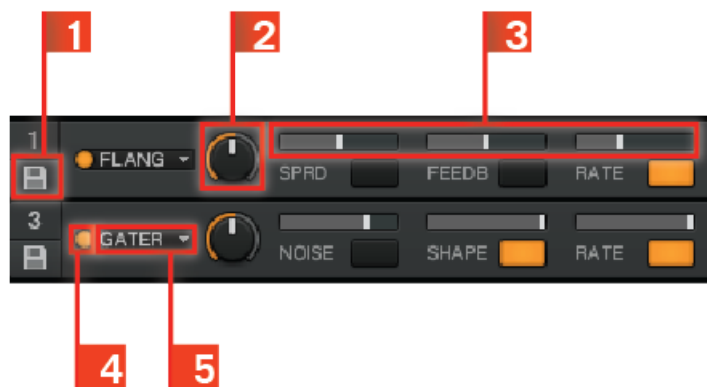 1 2 3
1
FLANG
SPRD FEEDB RATE
3
GATER
NOISE SHAPE RATE
4 5